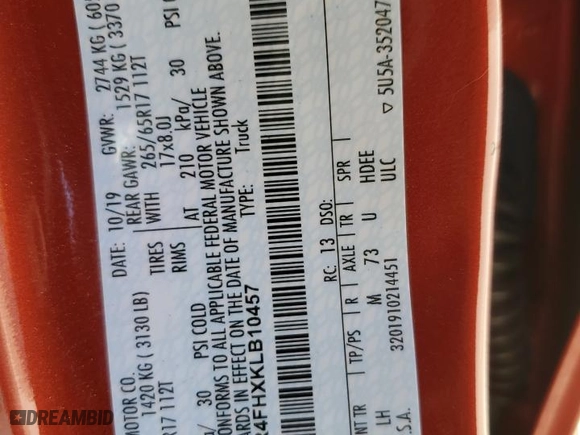 MOTOR CO.
DATE: 10/19 GVWR: 2744 KG ( 60
1420 KG ( 3130 LB) REAR GAWR: 1529 KG ( 3370
R17 112T TIRES WITH 265/65R17 112T
RIMS 17x8.0J
/ 30 PSI COLD AT 210 kPa/ 30 PSI CO
CONFORMS TO ALL APPLICABLE FEDERAL MOTOR VEHICLE
ARDS IN EFFECT ON THE DATE OF MANUFACTURE SHOWN ABOVE.
R4FHXKLB10457 TYPE: Truck
RC: 13 DSO:
INT TR TP/PS R AXLE TR SPR
LH M 73 U HDEE
.S.A. 3201910214451 ULC
▽ 5U5A-352047
DREAMBID